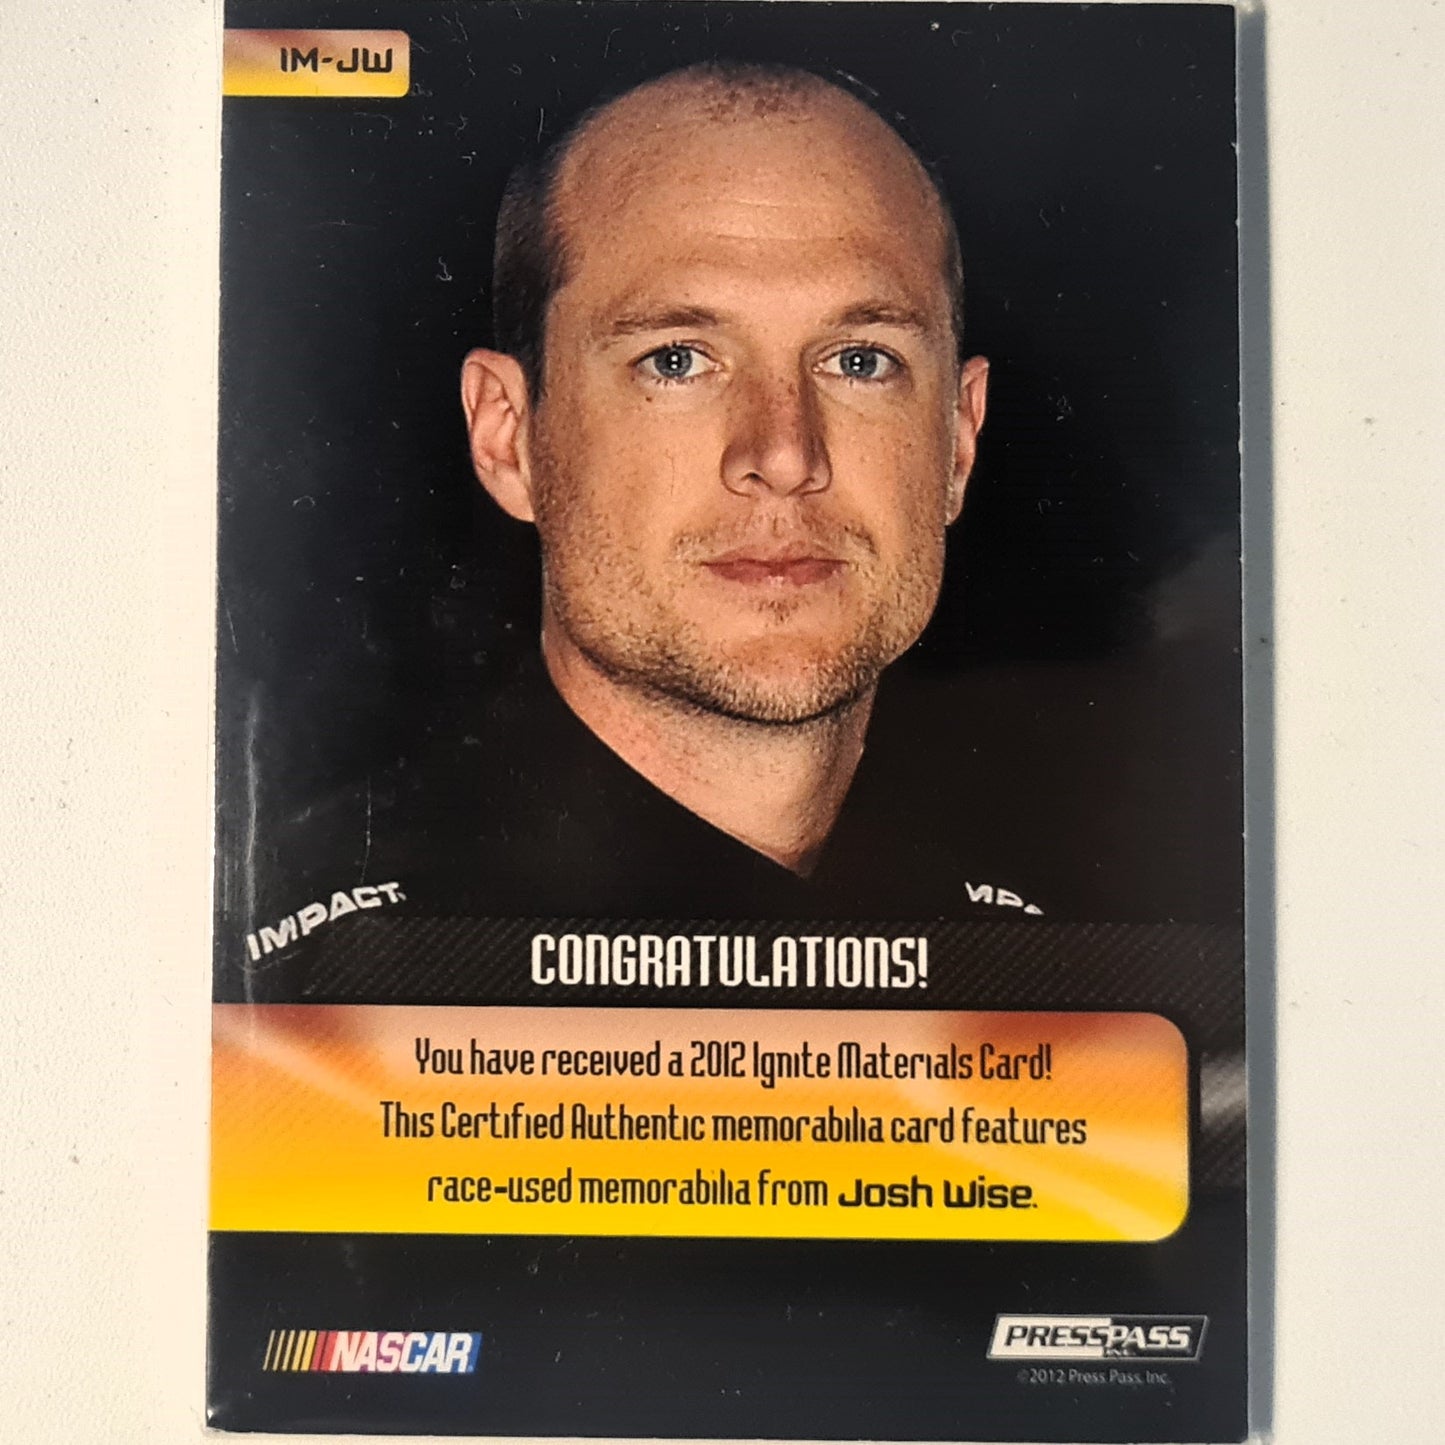 IM-JW
IMPACT.
CONGRATULATIONS!
You have received a 2012 Ignite Materials Card!
This Certified Authentic memorabilia card features
race-used memorabilia from Josh Wise.
NASCAR
PRESSPASS
INC.
©2012 Press Pass, Inc.